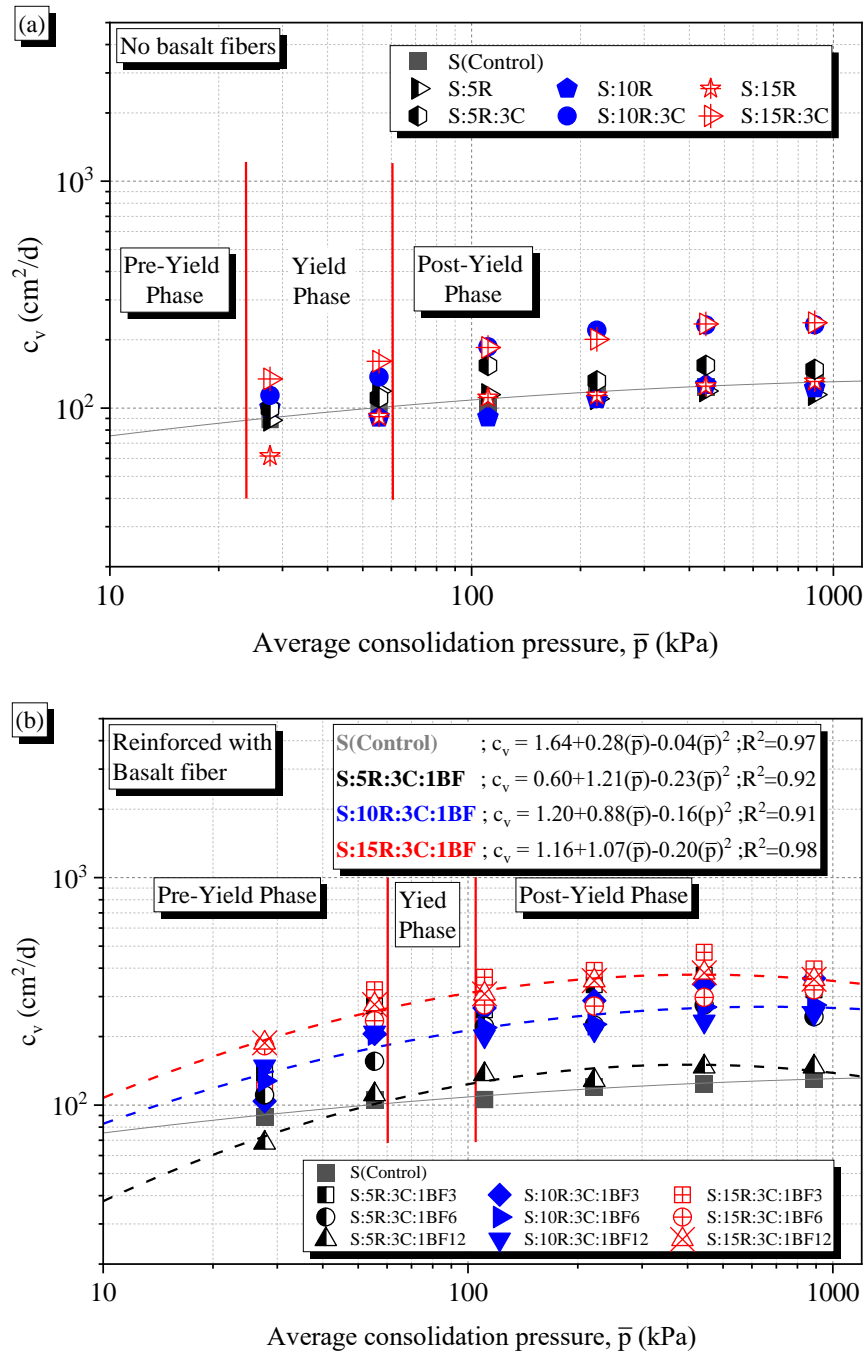 (a)
No basalt fibers
S(Control)
S:5R S:10R S:15R
S:5R:3C S:10R:3C S:15R:3C
10³
Pre-Yield
Phase
Yield
Phase
Post-Yield
Phase
cᵥ (cm²/d)
10²
10 100 1000
Average consolidation pressure, p̅ (kPa)
(b)
Reinforced with
Basalt fiber
S(Control) ; cᵥ = 1.64+0.28(p̅)-0.04(p̅)² ;R²=0.97
S:5R:3C:1BF ; cᵥ = 0.60+1.21(p̅)-0.23(p̅)² ;R²=0.92
S:10R:3C:1BF ; cᵥ = 1.20+0.88(p̅)-0.16(p)² ;R²=0.91
S:15R:3C:1BF ; cᵥ = 1.16+1.07(p̅)-0.20(p̅)² ;R²=0.98
10³
Pre-Yield Phase
Yied
Phase
Post-Yield Phase
cᵥ (cm²/d)
10²
S(Control)
S:5R:3C:1BF3 S:10R:3C:1BF3 S:15R:3C:1BF3
S:5R:3C:1BF6 S:10R:3C:1BF6 S:15R:3C:1BF6
S:5R:3C:1BF12 S:10R:3C:1BF12 S:15R:3C:1BF12
10 100 1000
Average consolidation pressure, p̅ (kPa)